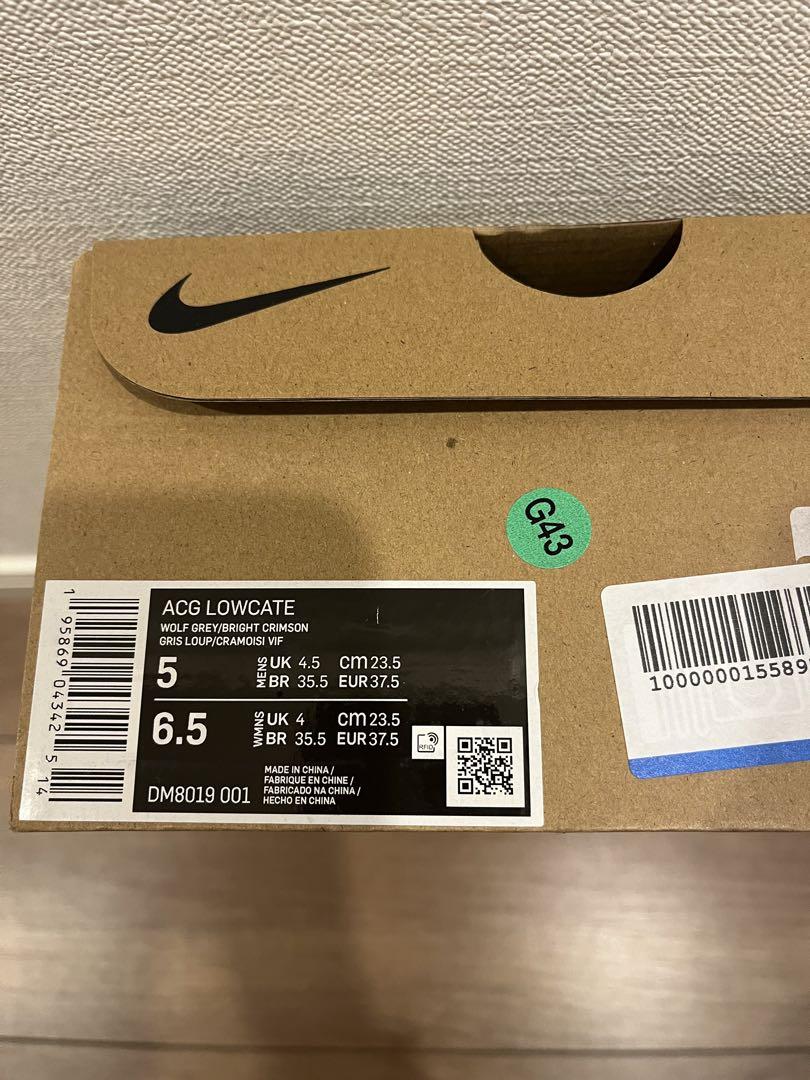 G43
ACG LOWCATE
WOLF GREY/BRIGHT CRIMSON
GRIS LOUP/CRAMOISI VIF
5 MENS UK 4.5 cm 23.5
BR 35.5 EUR 37.5
6.5 WMNS UK 4 cm 23.5
BR 35.5 EUR 37.5
RFID
DM8019 001
MADE IN CHINA /
FABRIQUE EN CHINE /
FABRICADO NA CHINA /
HECHO EN CHINA
1 95869 04342 5 14
100000015589